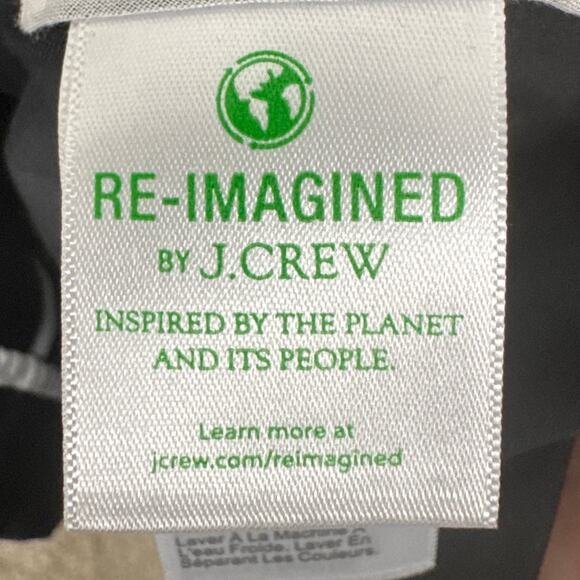 RE-IMAGINED
BY J.CREW
INSPIRED BY THE PLANET
AND ITS PEOPLE.
Learn more at
jcrew.com/reimagined
Laver À La Machine À
L'eau Froide. Laver En
Séparant Les Couleurs.